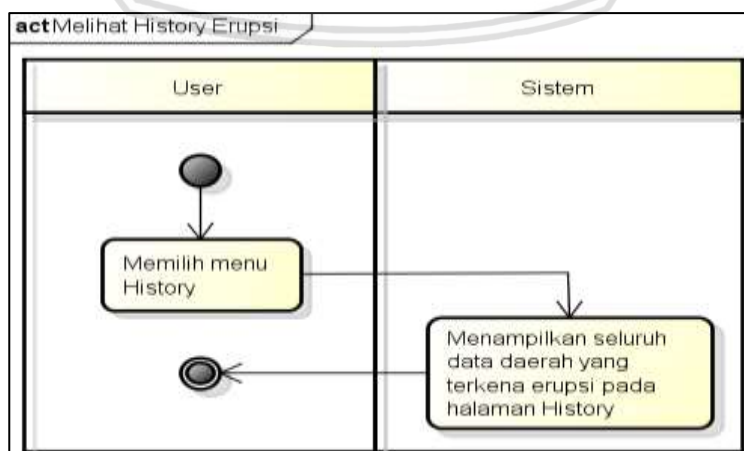 act Melihat History Erupsi
User
Sistem
Memilih menu
History
Menampilkan seluruh
data daerah yang
terkena erupsi pada
halaman History